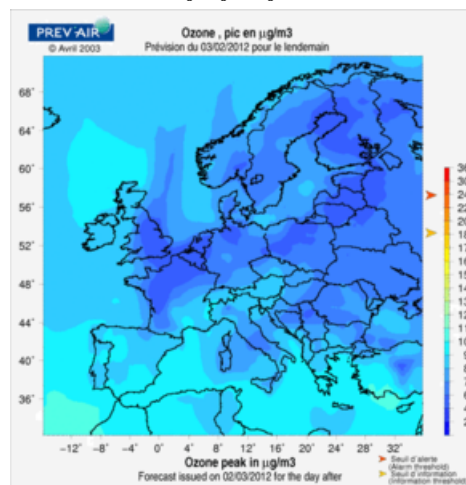 PREV'AIR
© Avril 2003
Ozone , pic en µg/m3
Prévision du 03/02/2012 pour le lendemain
68°
64°
60°
56°
52°
48°
44°
40°
36°
-12° -8° -4° 0° 4° 8° 12° 16° 20° 24° 28° 32°
Ozone peak in µg/m3
Forecast issued on 02/03/2012 for the day after
Seuil d'alerte
(Alarm threshold)
Seuil d'information
(Information threshold)